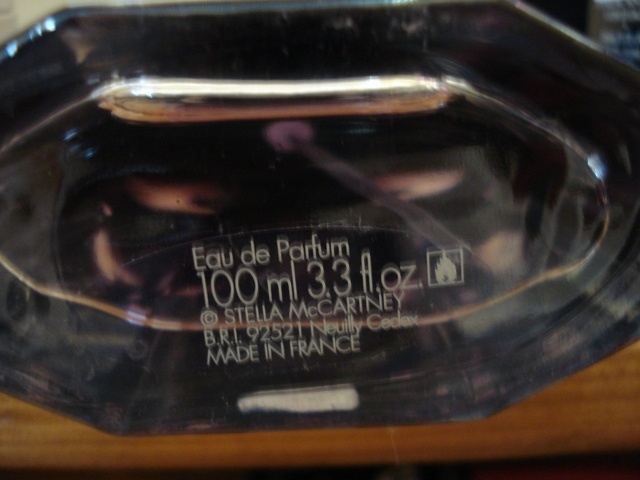 Eau de Parfum
100 ml 3.3 fl.oz.
© STELLA McCARTNEY
B.R.I. 92521 Neuilly Cedex
MADE IN FRANCE